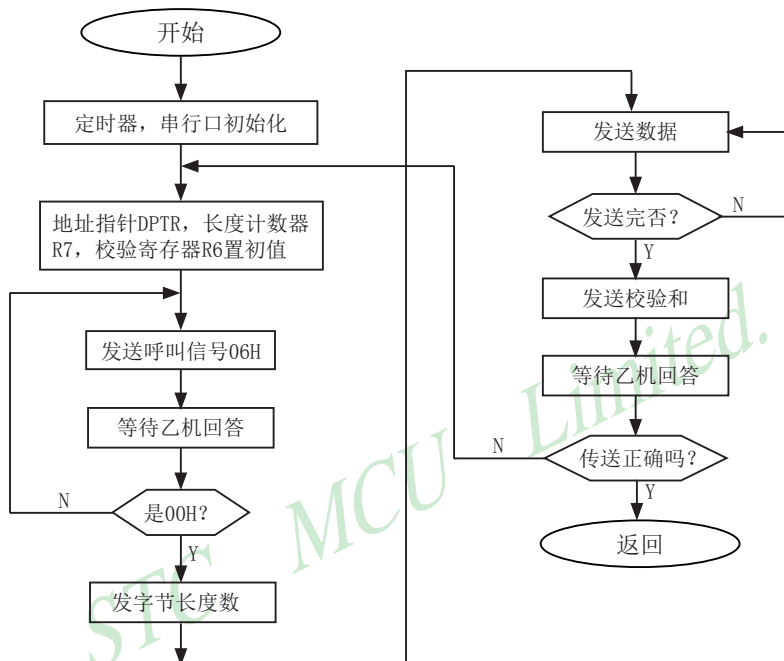 开始
定时器，串行口初始化
地址指针DPTR，长度计数器
R7，校验寄存器R6置初值
发送呼叫信号06H
等待乙机回答
是00H？
N
Y
发字节长度数
发送数据
发送完否？
N
Y
发送校验和
等待乙机回答
传送正确吗？
N
Y
返回
STC MCU Limited.